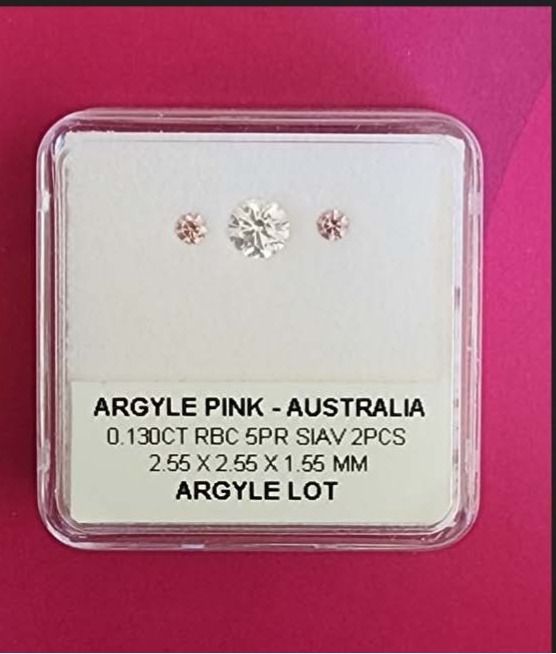 ARGYLE PINK - AUSTRALIA
0.130CT RBC 5PR SIAV 2PCS
2.55 X 2.55 X 1.55 MM
ARGYLE LOT